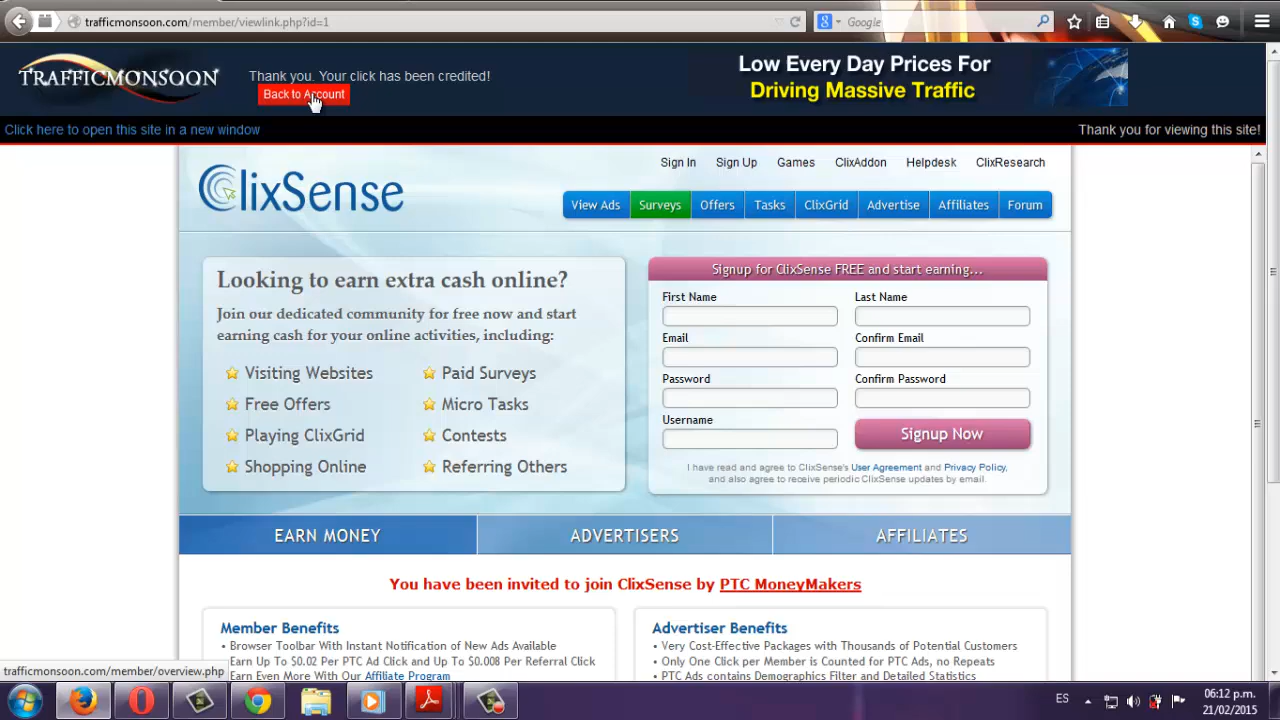 trafficmonsoon.com/member/viewlink.php?id=1
Google
TRAFFICMONSOON
Thank you. Your click has been credited!
Back to Account
Low Every Day Prices For
Driving Massive Traffic
Click here to open this site in a new window
Thank you for viewing this site!
ClixSense
Sign In Sign Up Games ClixAddon Helpdesk ClixResearch
View Ads Surveys Offers Tasks ClixGrid Advertise Affiliates Forum
Looking to earn extra cash online?
Join our dedicated community for free now and start
earning cash for your online activities, including:
Visiting Websites Paid Surveys
Free Offers Micro Tasks
Playing ClixGrid Contests
Shopping Online Referring Others
Signup for ClixSense FREE and start earning...
First Name Last Name
Email Confirm Email
Password Confirm Password
Username
Signup Now
I have read and agree to ClixSense's User Agreement and Privacy Policy,
and also agree to receive periodic ClixSense updates by email.
EARN MONEY ADVERTISERS AFFILIATES
You have been invited to join ClixSense by PTC MoneyMakers
Member Benefits
• Browser Toolbar With Instant Notification of New Ads Available
Earn Up To $0.02 Per PTC Ad Click and Up To $0.008 Per Referral Click
Earn Even More With Our Affiliate Program
Advertiser Benefits
• Very Cost-Effective Packages with Thousands of Potential Customers
• Only One Click per Member is Counted for PTC Ads, no Repeats
• PTC Ads contains Demographics Filter and Detailed Statistics
trafficmonsoon.com/member/overview.php
ES
06:12 p.m.
21/02/2015